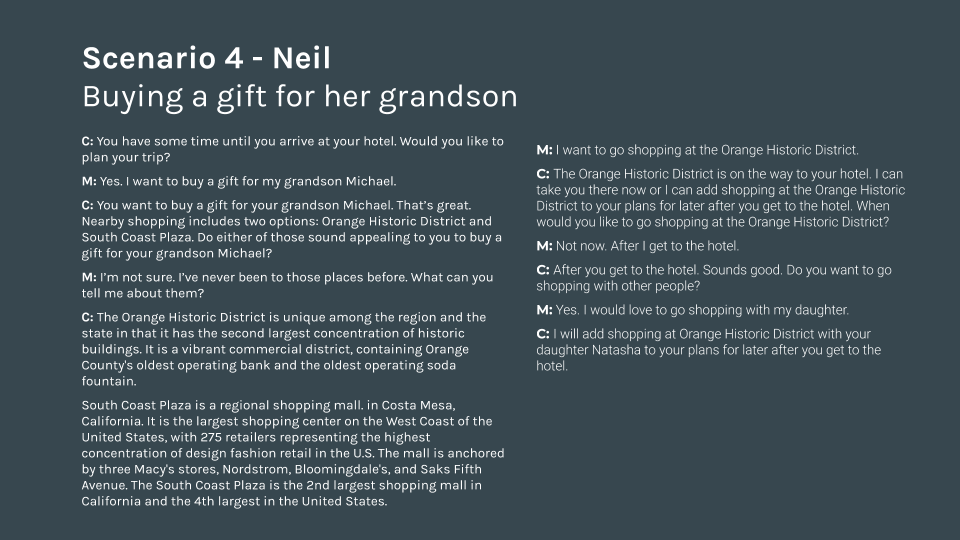 Scenario 4 - Neil
Buying a gift for her grandson
C: You have some time until you arrive at your hotel. Would you like to
plan your trip?
M: Yes. I want to buy a gift for my grandson Michael.
C: You want to buy a gift for your grandson Michael. That's great.
Nearby shopping includes two options: Orange Historic District and
South Coast Plaza. Do either of those sound appealing to you to buy a
gift for your grandson Michael?
M: I'm not sure. I've never been to those places before. What can you
tell me about them?
C: The Orange Historic District is unique among the region and the
state in that it has the second largest concentration of historic
buildings. It is a vibrant commercial district, containing Orange
County's oldest operating bank and the oldest operating soda
fountain.
South Coast Plaza is a regional shopping mall. in Costa Mesa,
California. It is the largest shopping center on the West Coast of the
United States, with 275 retailers representing the highest
concentration of design fashion retail in the U.S. The mall is anchored
by three Macy's stores, Nordstrom, Bloomingdale's, and Saks Fifth
Avenue. The South Coast Plaza is the 2nd largest shopping mall in
California and the 4th largest in the United States.
M: I want to go shopping at the Orange Historic District.
C: The Orange Historic District is on the way to your hotel. I can
take you there now or I can add shopping at the Orange Historic
District to your plans for later after you get to the hotel. When
would you like to go shopping at the Orange Historic District?
M: Not now. After I get to the hotel.
C: After you get to the hotel. Sounds good. Do you want to go
shopping with other people?
M: Yes. I would love to go shopping with my daughter.
C: I will add shopping at Orange Historic District with your
daughter Natasha to your plans for later after you get to the
hotel.